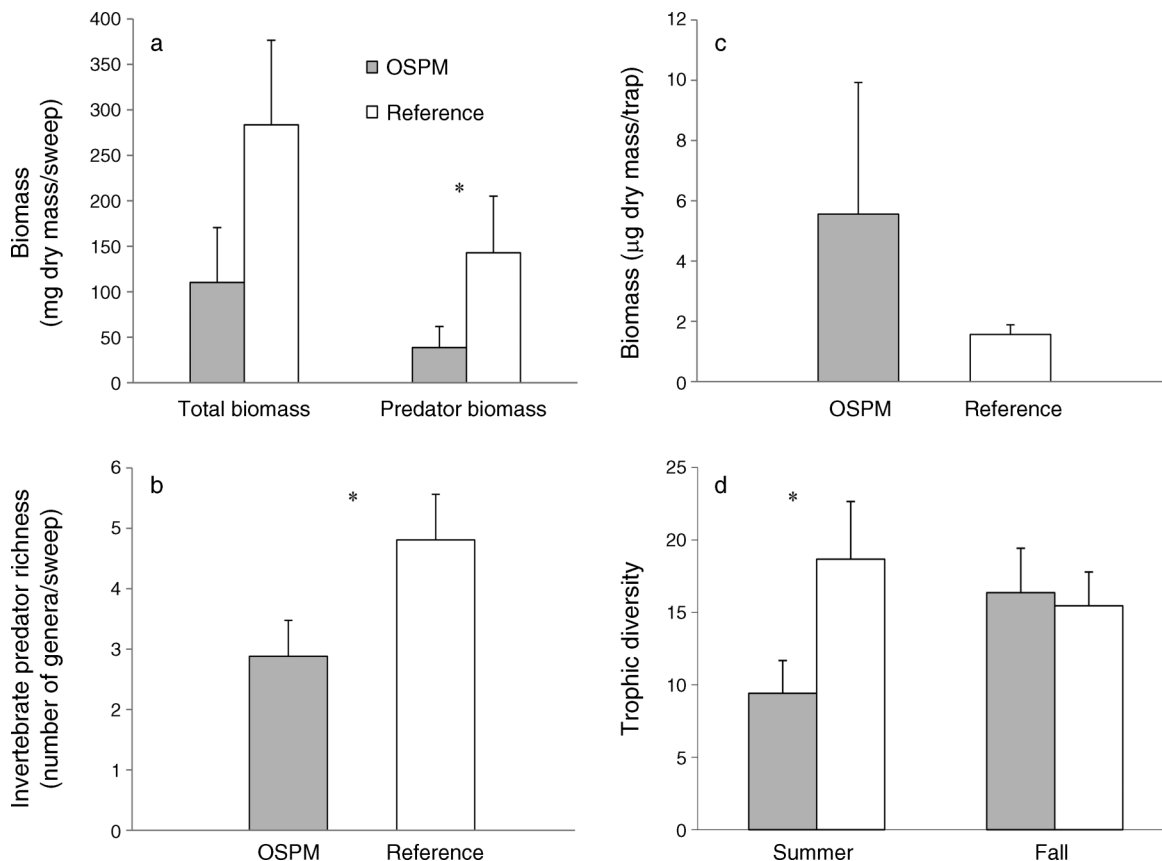 a
OSPM
Reference
*
Biomass
(mg dry mass/sweep)
400
350
300
250
200
150
100
50
0
Total biomass
Predator biomass
c
Biomass (μg dry mass/trap)
12
10
8
6
4
2
0
OSPM
Reference
b
*
Invertebrate predator richness
(number of genera/sweep)
6
5
4
3
2
1
0
OSPM
Reference
d
*
Trophic diversity
25
20
15
10
5
0
Summer
Fall